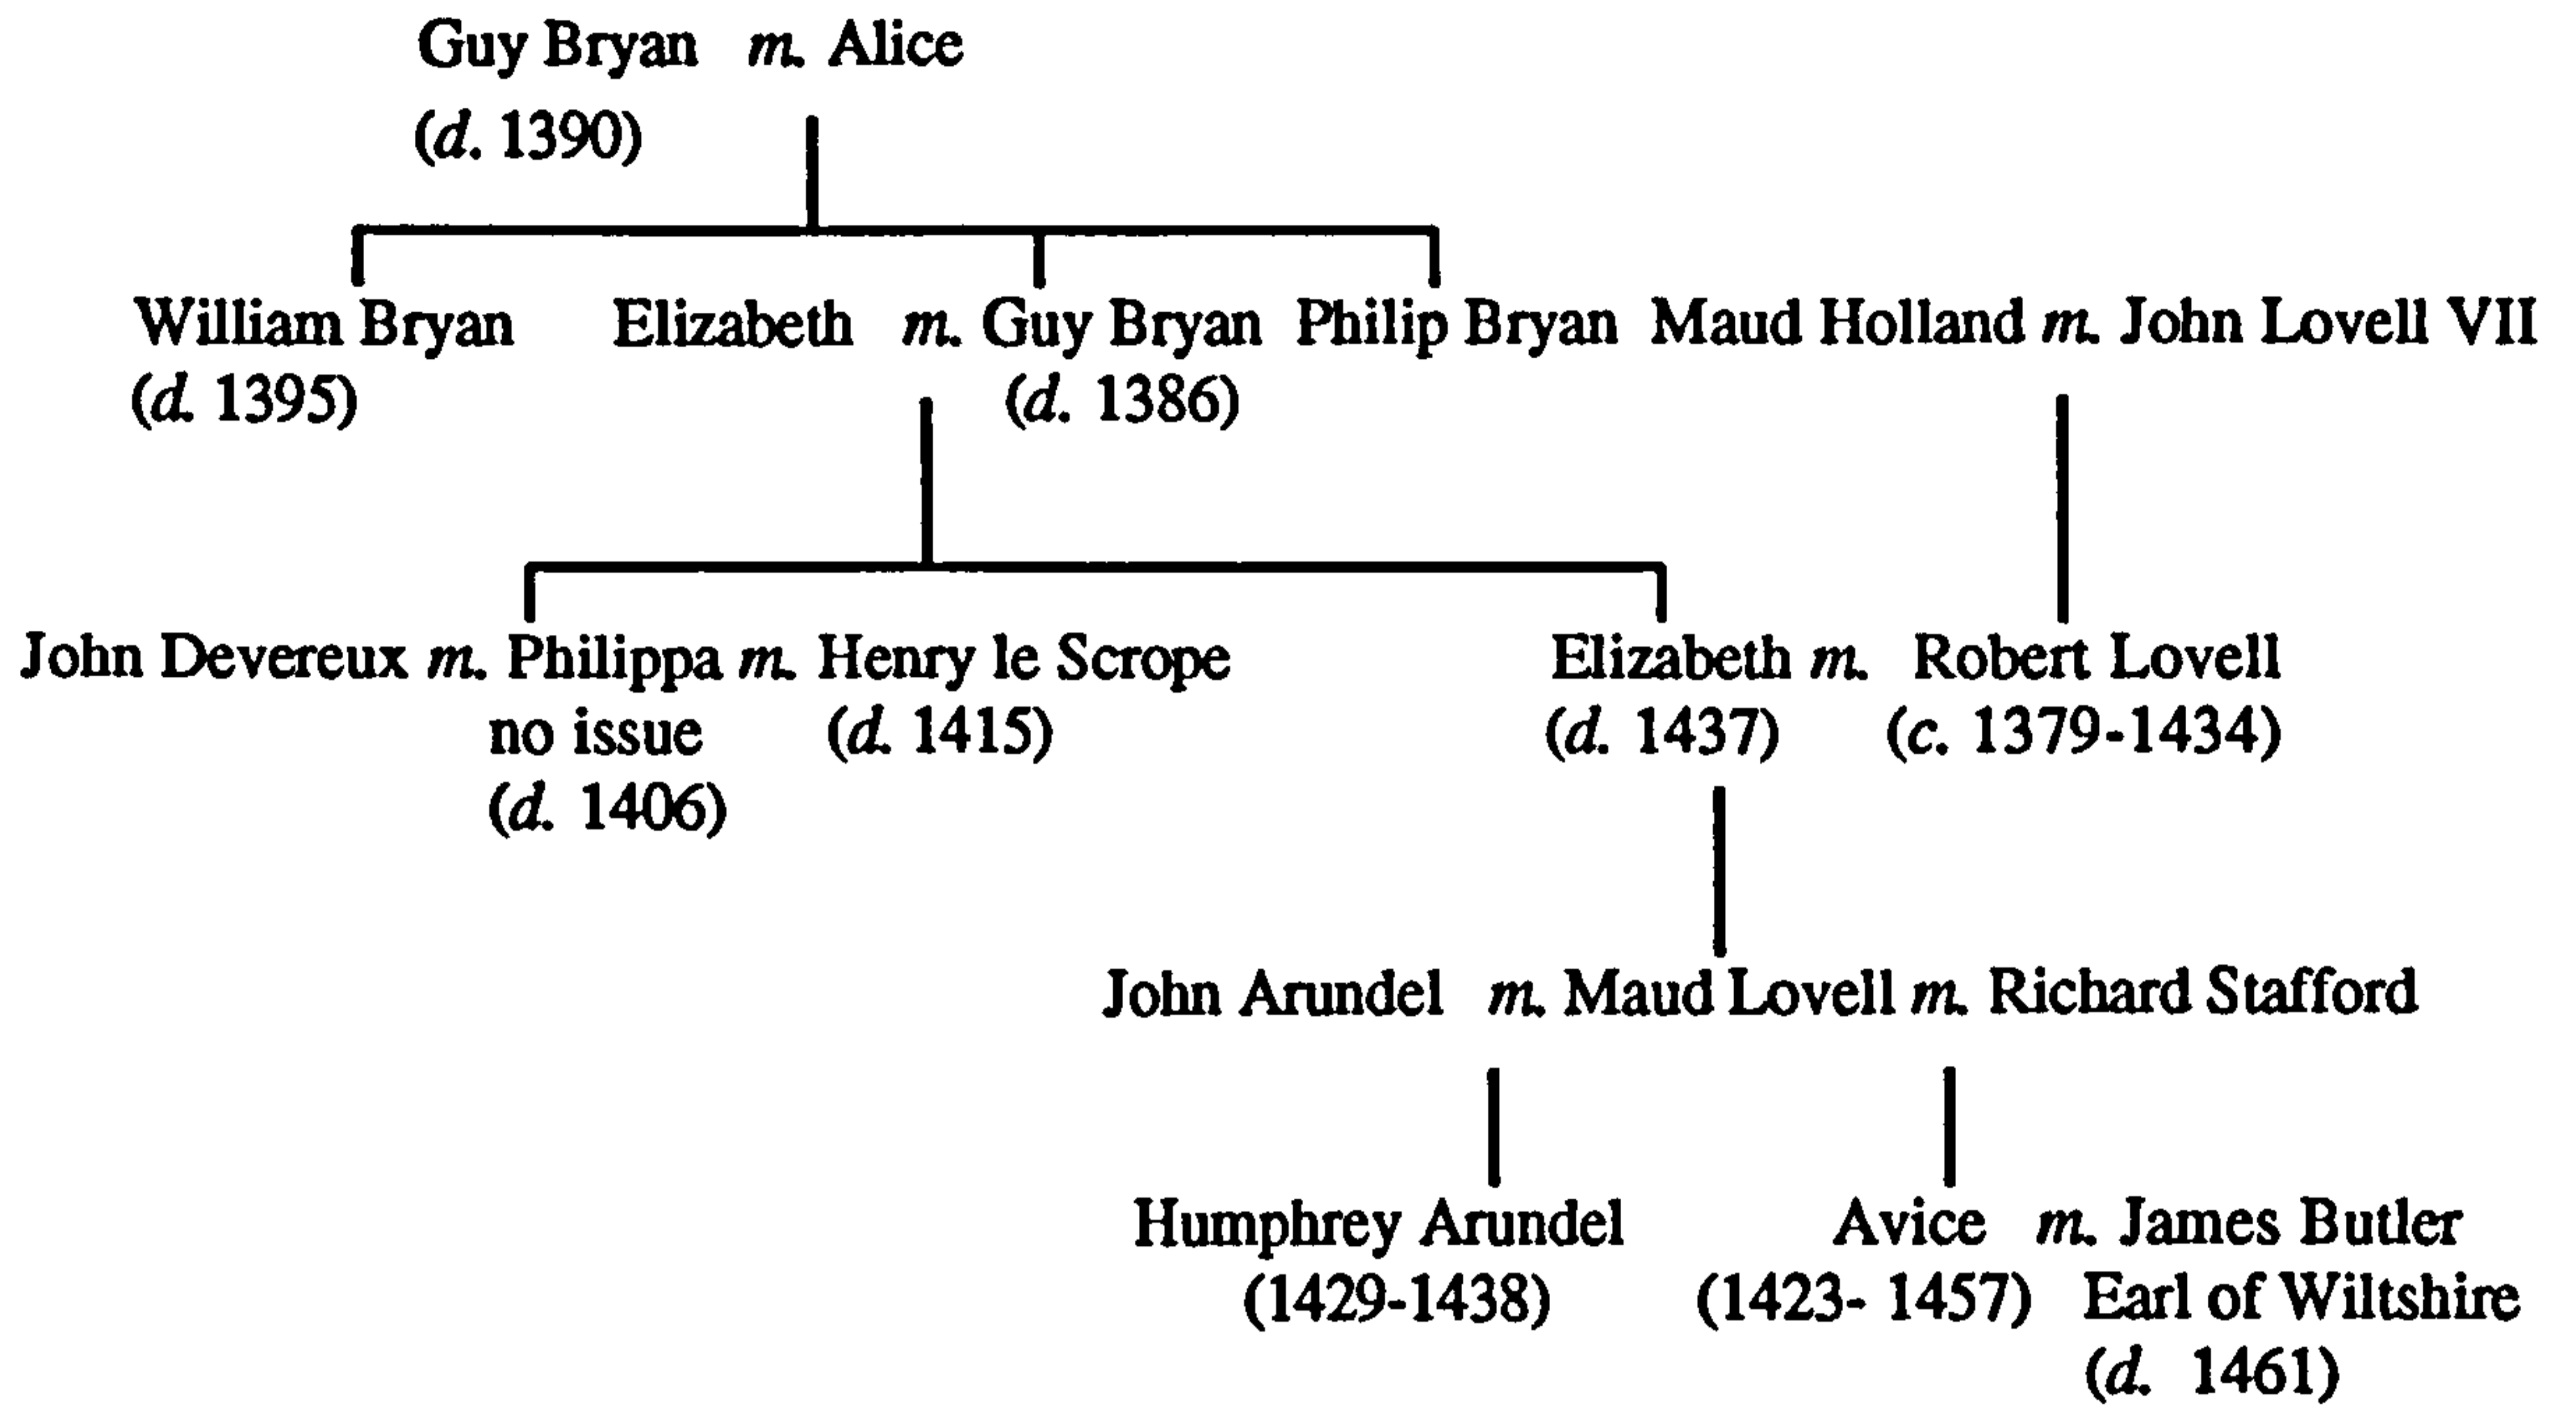 Guy Bryan m. Alice
(d. 1390)
William Bryan Elizabeth m. Guy Bryan Philip Bryan Maud Holland m. John Lovell VII
(d. 1395) (d. 1386)
John Devereux m. Philippa m. Henry le Scrope Elizabeth m. Robert Lovell
no issue (d. 1415) (d. 1437) (c. 1379-1434)
(d. 1406)
John Arundel m. Maud Lovell m. Richard Stafford
Humphrey Arundel Avice m. James Butler
(1429-1438) (1423- 1457) Earl of Wiltshire
(d. 1461)